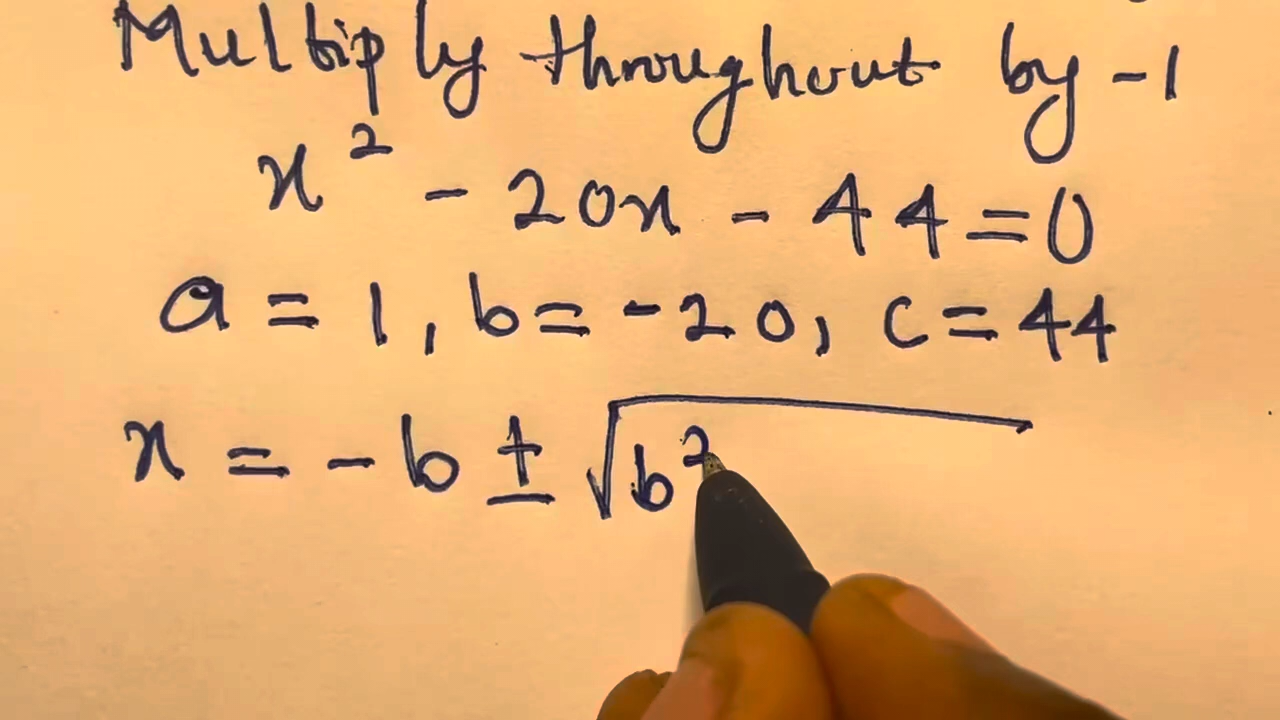 Multiply throughout by -1
x² - 20x - 44=0
a = 1, b= -20, c= 44
x = -b ± √b²